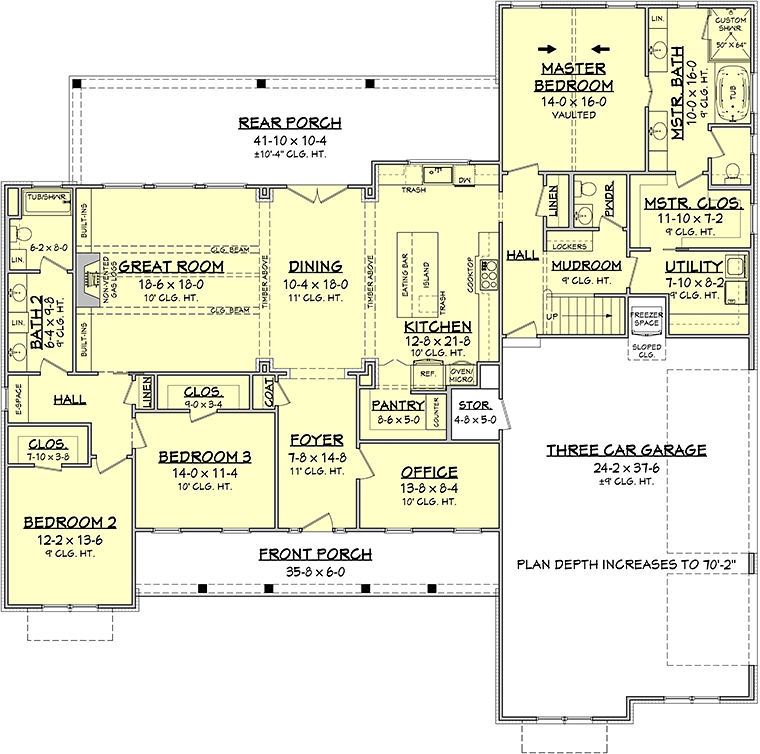 LIN.
CUSTOM
SHWR.
50" x 64"
MASTER
BEDROOM
14-0 x 16-0
VAULTED
MSTR. BATH
10-0 x 16-0
9' CLG. HT.
TUB
REAR PORCH
41-10 x 10-4
±10'-4" CLG. HT.
TRASH
DW
LINEN
PWDR.
MSTR. CLOS.
11-10 x 7-2
9' CLG. HT.
TUB/SHWR.
6-2 x 8-0
LIN.
BUILT-INS
CLG. BEAM
GREAT ROOM
18-6 x 18-0
10' CLG. HT.
NON-VENTED
GAS LOGS
CLG. BEAM
BUILT-INS
TIMBER ABOVE
DINING
10-4 x 18-0
11' CLG. HT.
TIMBER ABOVE
EATING BAR
ISLAND
TRASH
COOKTOP
KITCHEN
12-8 x 21-8
10' CLG. HT.
HALL
LOCKERS
MUDROOM
9' CLG. HT.
UTILITY
7-10 x 8-2
9' CLG. HT.
UP
FREEZER
SPACE
SLOPED
CLG.
BATH 2
6-4 x 9-8
9' CLG. HT.
LIN.
E-SPACE
HALL
LINEN
CLOS.
9-0 x 3-4
COAT
REF.
OVEN/
MICRO.
PANTRY
8-6 x 5-0
COUNTER
STOR.
4-8 x 5-0
CLOS.
7-10 x 3-8
BEDROOM 3
14-0 x 11-4
10' CLG. HT.
FOYER
7-8 x 14-8
11' CLG. HT.
OFFICE
13-8 x 8-4
10' CLG. HT.
THREE CAR GARAGE
24-2 x 37-6
±9' CLG. HT.
BEDROOM 2
12-2 x 13-6
9' CLG. HT.
FRONT PORCH
35-8 x 6-0
PLAN DEPTH INCREASES TO 70'-2"